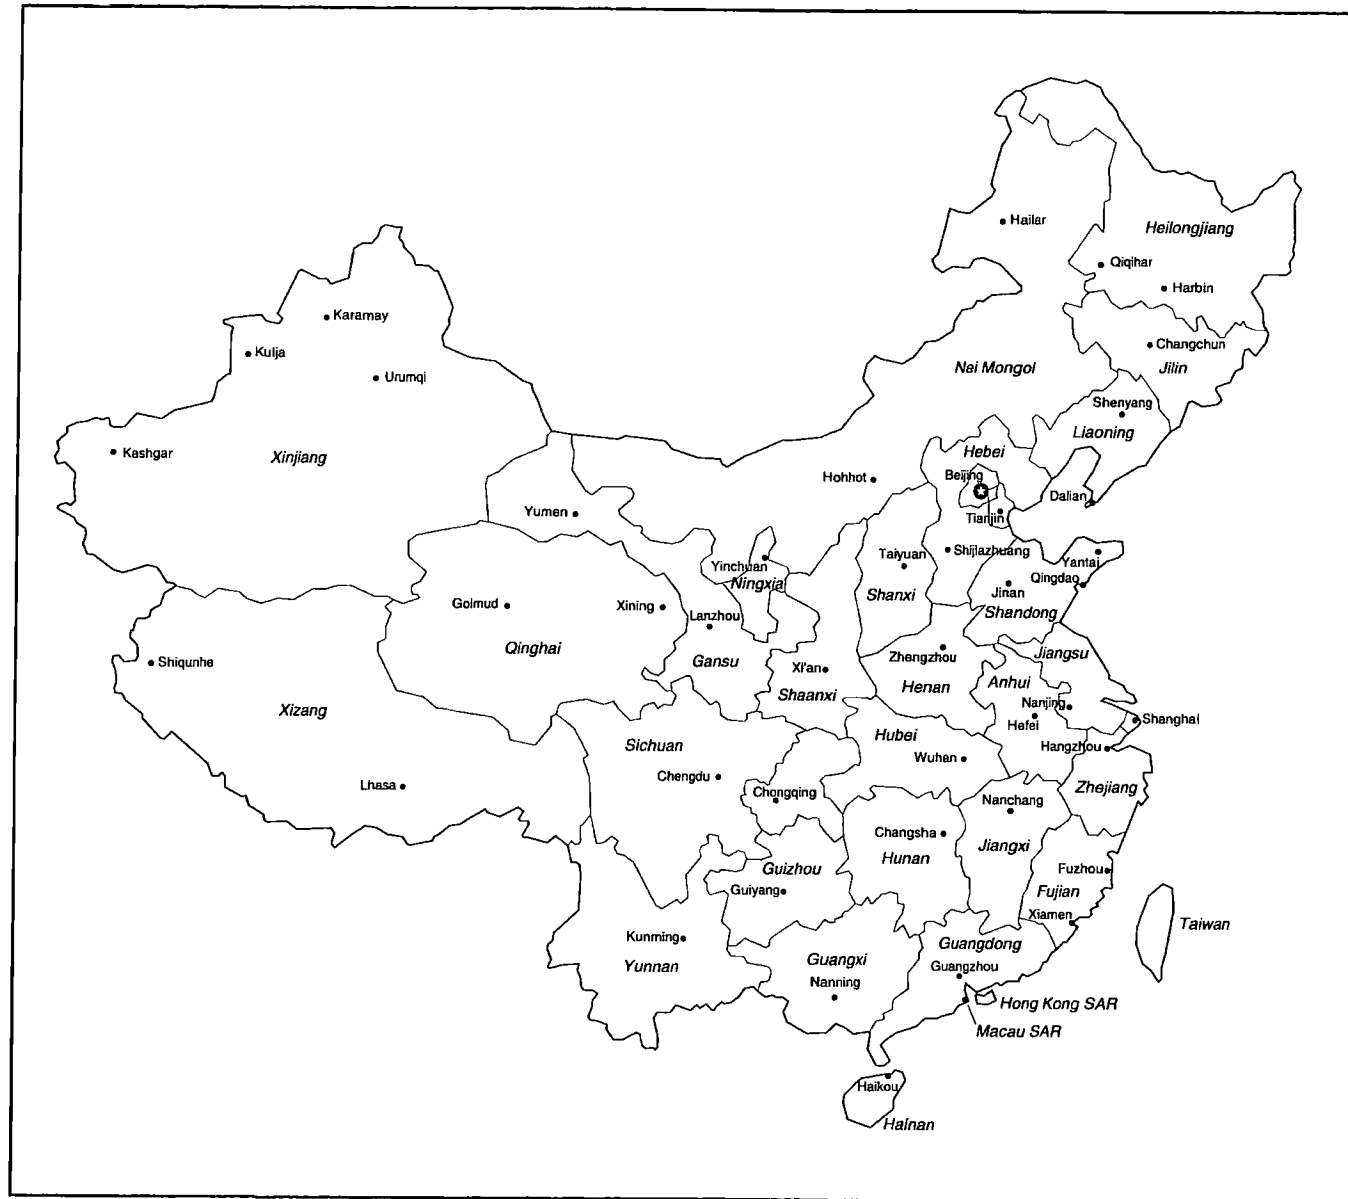 Hailar
Heilongjiang
Qiqihar
Harbin
Karamay
Kulja
Urumqi
Changchun
Jilin
Nei Mongol
Shenyang
Liaoning
Kashgar
Xinjiang
Hebei
Beijing
Hohhot
Dalian
Yumen
Tianjin
Taiyuan
Shijiazhuang
Yantai
Yinchuan
Ningxia
Qingdao
Jinan
Shanxi
Shandong
Golmud
Xining
Lanzhou
Qinghai
Gansu
Zhengzhou
Jiangsu
Shiqunhe
Xi'an
Shaanxi
Henan
Anhui
Nanjing
Xizang
Hefei
Shanghai
Sichuan
Hubei
Hangzhou
Wuhan
Chengdu
Lhasa
Chongqing
Zhejiang
Nanchang
Changsha
Hunan
Jiangxi
Guizhou
Guiyang
Fuzhou
Fujian
Xiamen
Taiwan
Kunming
Yunnan
Guangdong
Guangxi
Guangzhou
Nanning
Hong Kong SAR
Macau SAR
Haikou
Hainan